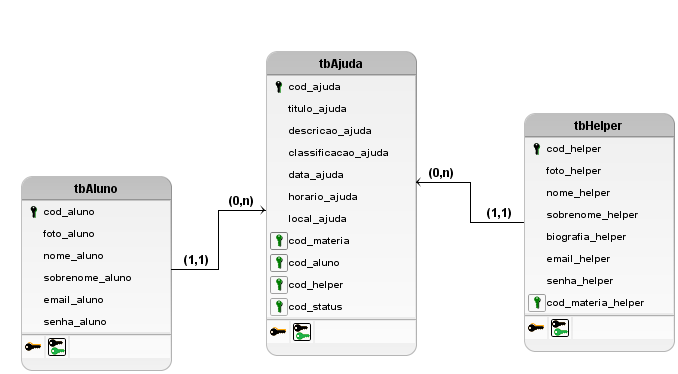 tbAjuda
cod_ajuda
titulo_ajuda
descricao_ajuda
classificacao_ajuda
data_ajuda
horario_ajuda
local_ajuda
cod_materia
cod_aluno
cod_helper
cod_status
tbHelper
cod_helper
foto_helper
nome_helper
sobrenome_helper
biografia_helper
email_helper
senha_helper
cod_materia_helper
tbAluno
cod_aluno
foto_aluno
nome_aluno
sobrenome_aluno
email_aluno
senha_aluno
(0,n)
(1,1)
(0,n)
(1,1)